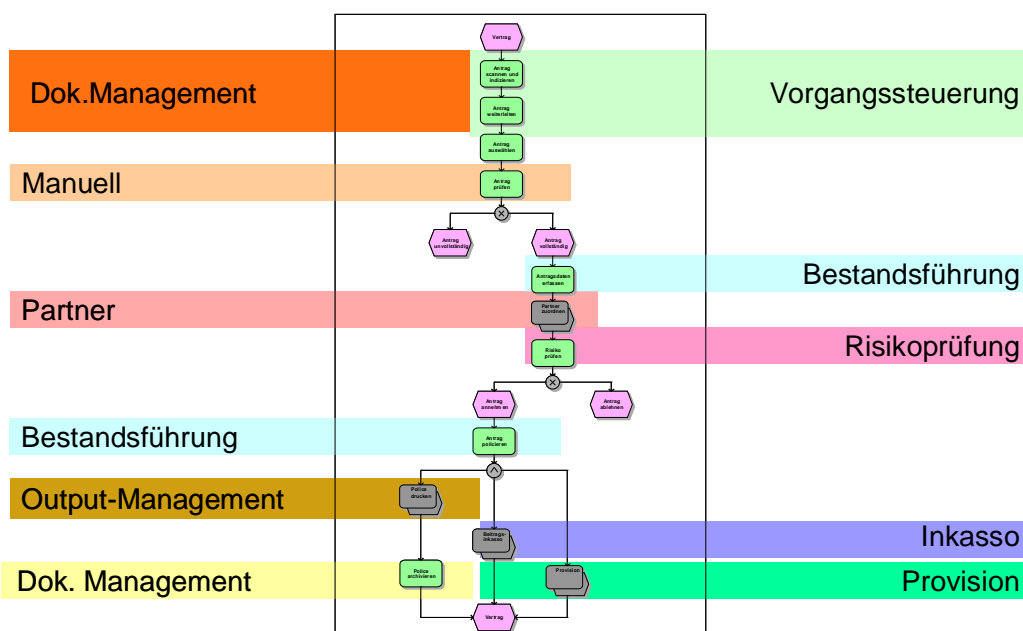 Vertrag
Antrag
scannen und
indizieren
Dok.Management
Vorgangssteuerung
Antrag
weiterleiten
Antrag
auswählen
Manuell
Antrag
prüfen
Antrag
unvollständig
Antrag
vollständig
Antragsdaten
erfassen
Bestandsführung
Partner
Partner
zuordnen
Risiko
prüfen
Risikoprüfung
Antrag
annehmen
Antrag
ablehnen
Bestandsführung
Antrag
policieren
Output-Management
Police
drucken
Beitrags-
inkasso
Inkasso
Dok. Management
Police
archivieren
Provision
Provision
Vertrag